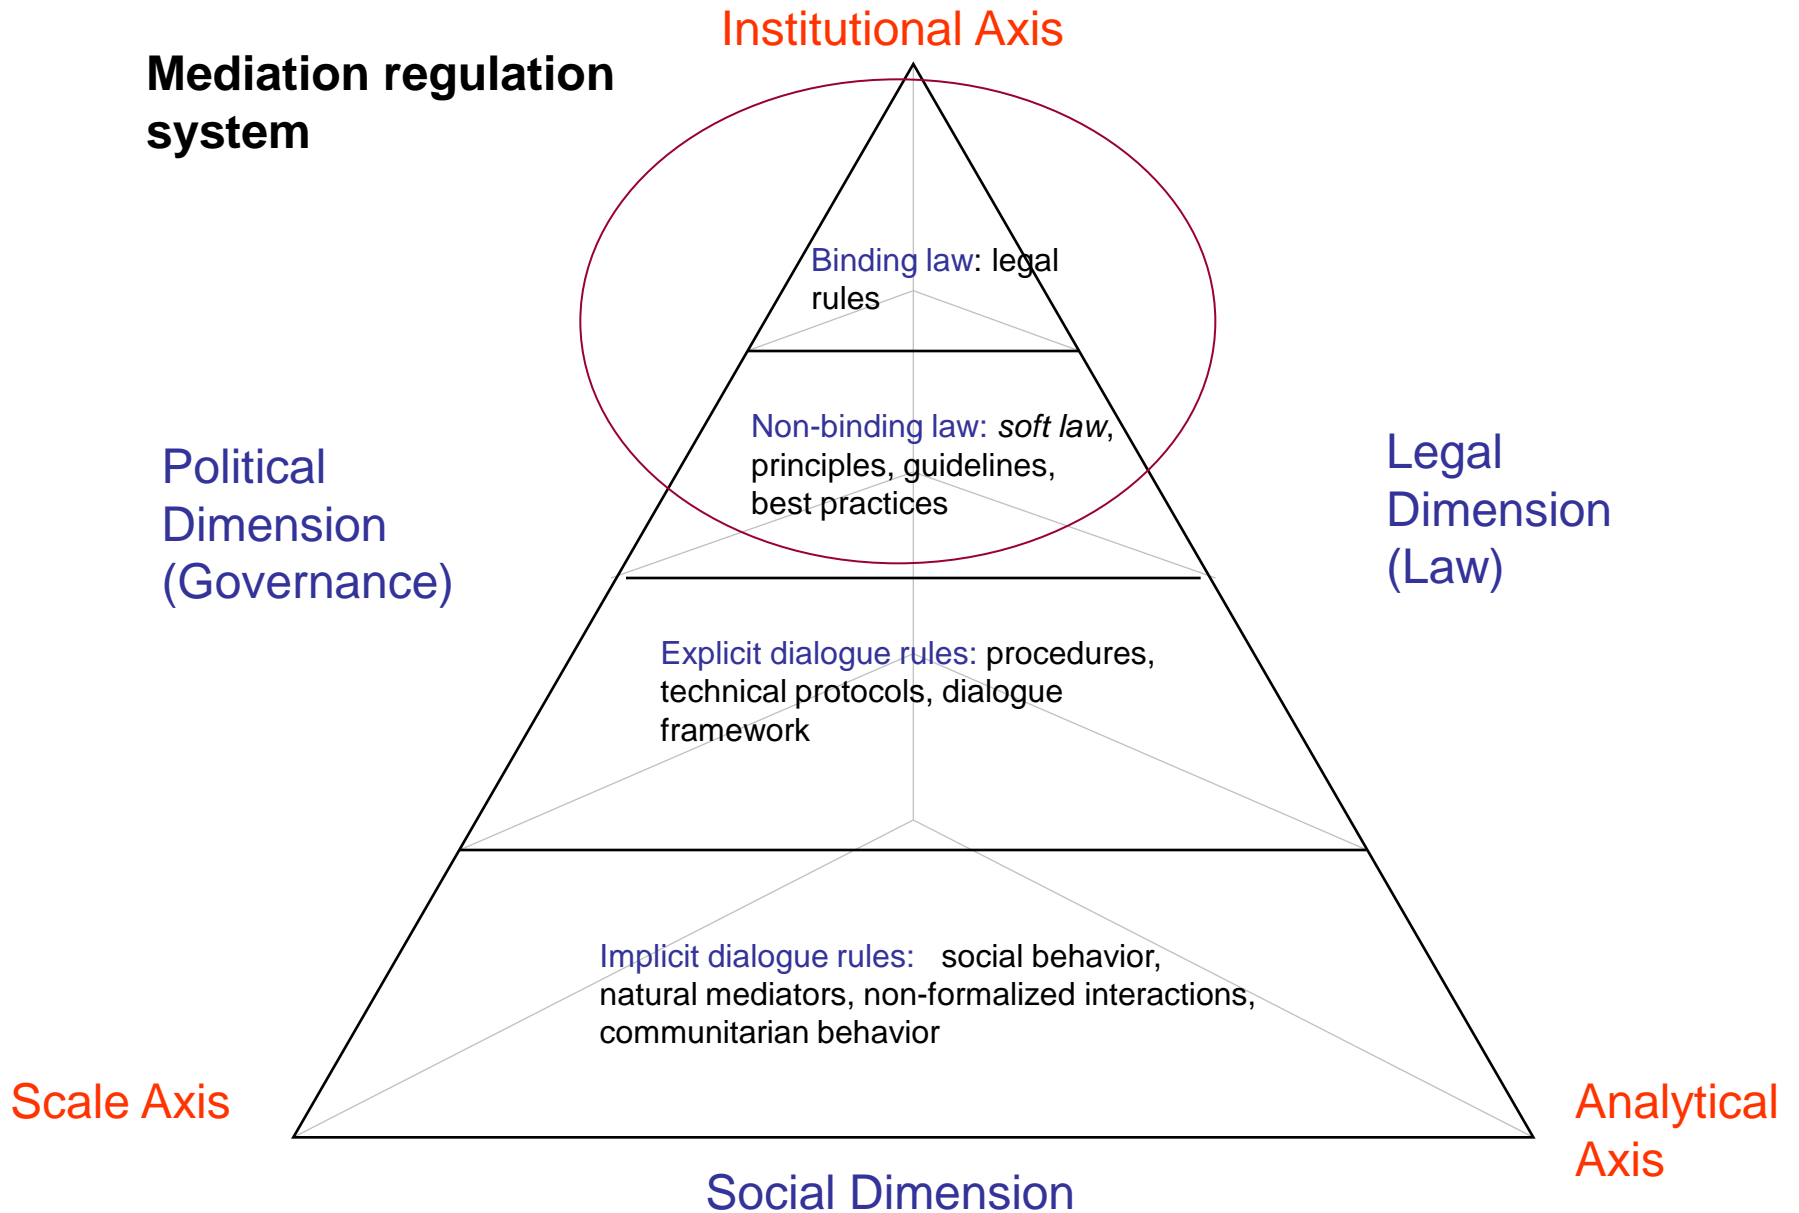 Institutional Axis
Mediation regulation
system
Binding law: legal
rules
Non-binding law: soft law,
principles, guidelines,
best practices
Political
Dimension
(Governance)
Legal
Dimension
(Law)
Explicit dialogue rules: procedures,
technical protocols, dialogue
framework
Implicit dialogue rules: social behavior,
natural mediators, non-formalized interactions,
communitarian behavior
Scale Axis
Analytical
Axis
Social Dimension